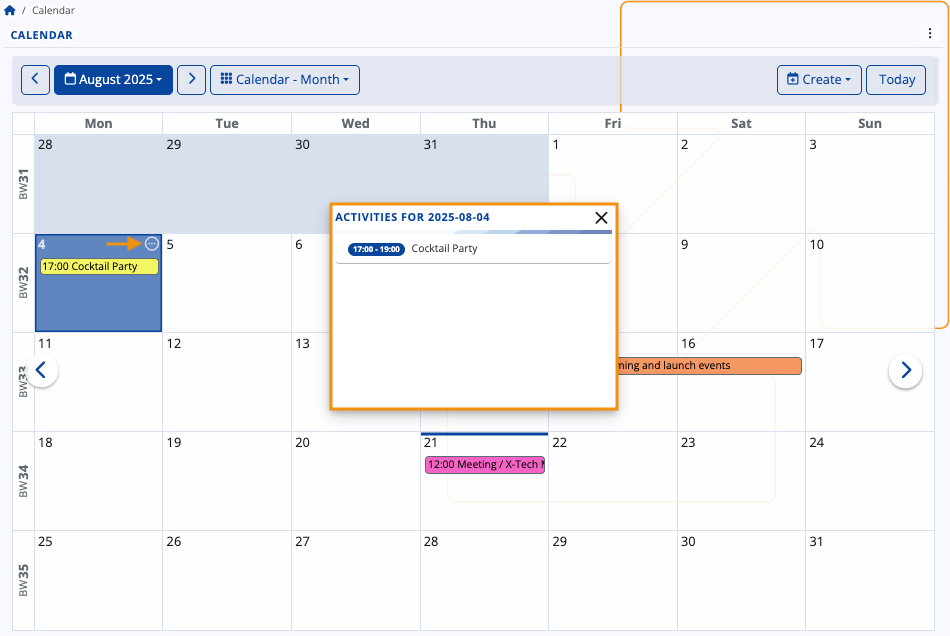 / Calendar
CALENDAR
August 2025
Calendar - Month
Create
Today
Mon Tue Wed Thu Fri Sat Sun
BW31
28 29 30 31 1 2 3
ACTIVITIES FOR 2025-08-04
17:00 - 19:00 Cocktail Party
BW32
4 5 6 9 10
17:00 Cocktail Party
BW33
11 12 13 16 17
ming and launch events
BW34
18 19 20 21 22 23 24
12:00 Meeting / X-Tech
BW35
25 26 27 28 29 30 31